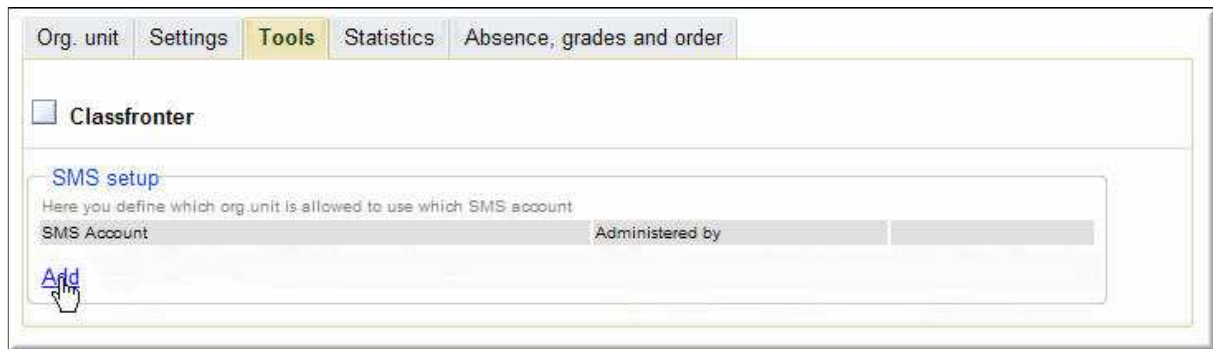 Org. unit Settings Tools Statistics Absence, grades and order
Classfronter
SMS setup
Here you define which org.unit is allowed to use which SMS account
SMS Account Administered by
Add